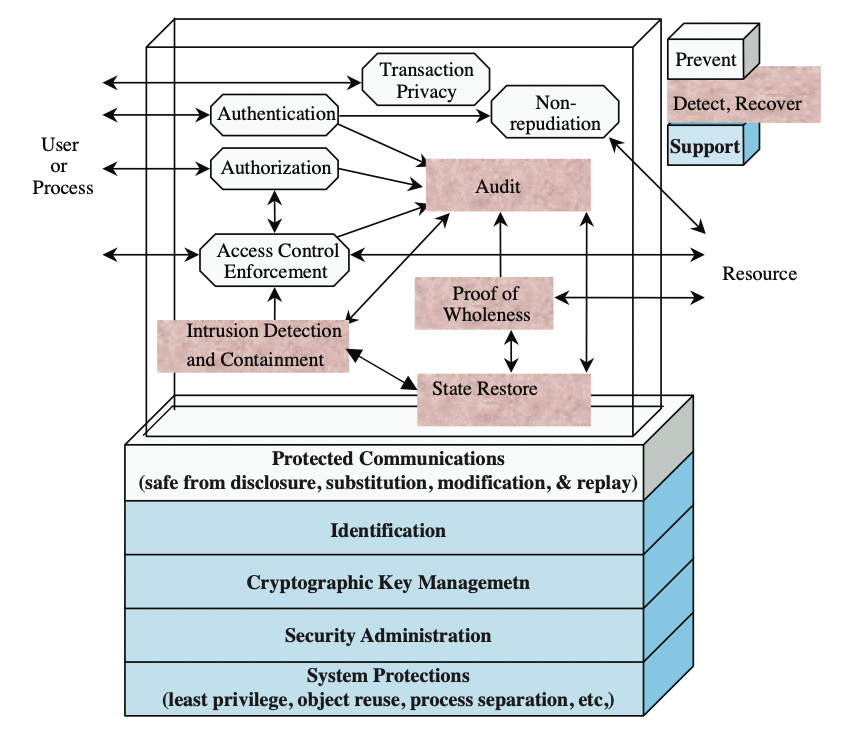 Transaction
Privacy
Prevent
Authentication
Non-
repudiation
Detect, Recover
User
or
Process
Support
Authorization
Audit
Access Control
Enforcement
Resource
Proof of
Wholeness
Intrusion Detection
and Containment
State Restore
Protected Communications
(safe from disclosure, substitution, modification, & replay)
Identification
Cryptographic Key Managemetn
Security Administration
System Protections
(least privilege, object reuse, process separation, etc,)